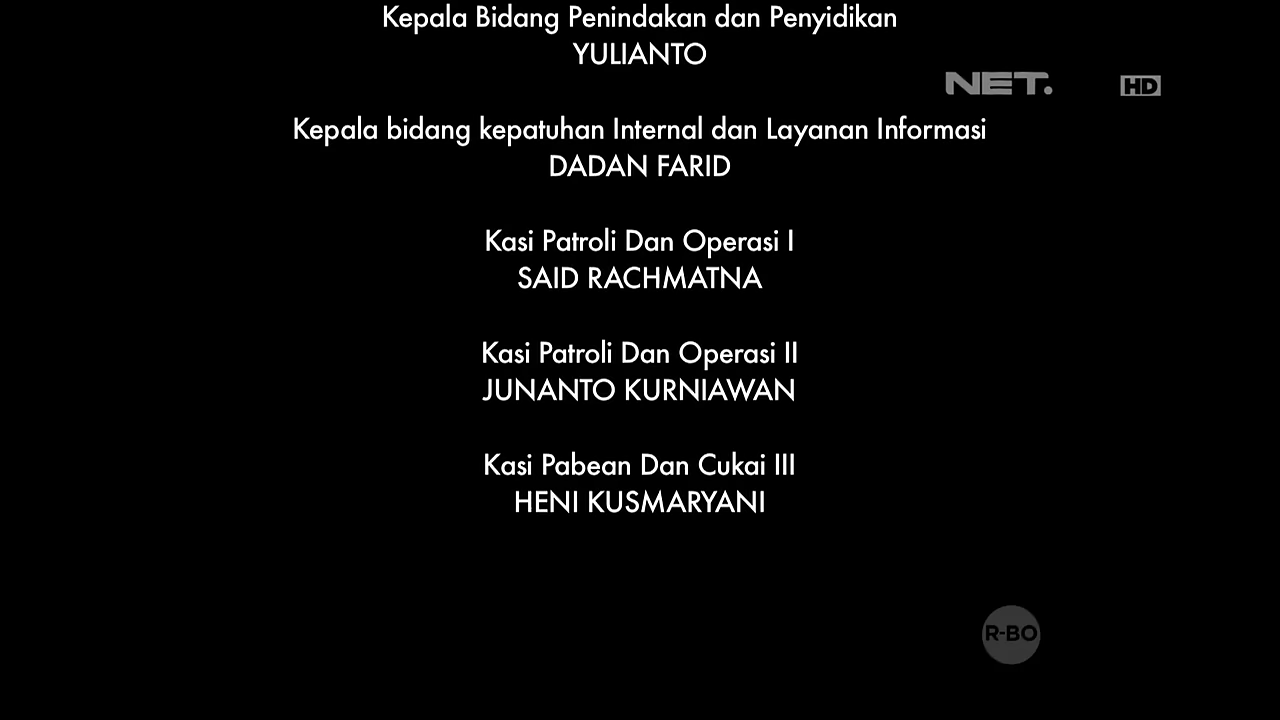 Kepala Bidang Penindakan dan Penyidikan
YULIANTO
NET.
HD
Kepala bidang kepatuhan Internal dan Layanan Informasi
DADAN FARID
Kasi Patroli Dan Operasi I
SAID RACHMATNA
Kasi Patroli Dan Operasi II
JUNANTO KURNIAWAN
Kasi Pabean Dan Cukai III
HENI KUSMARYANI
R-BO